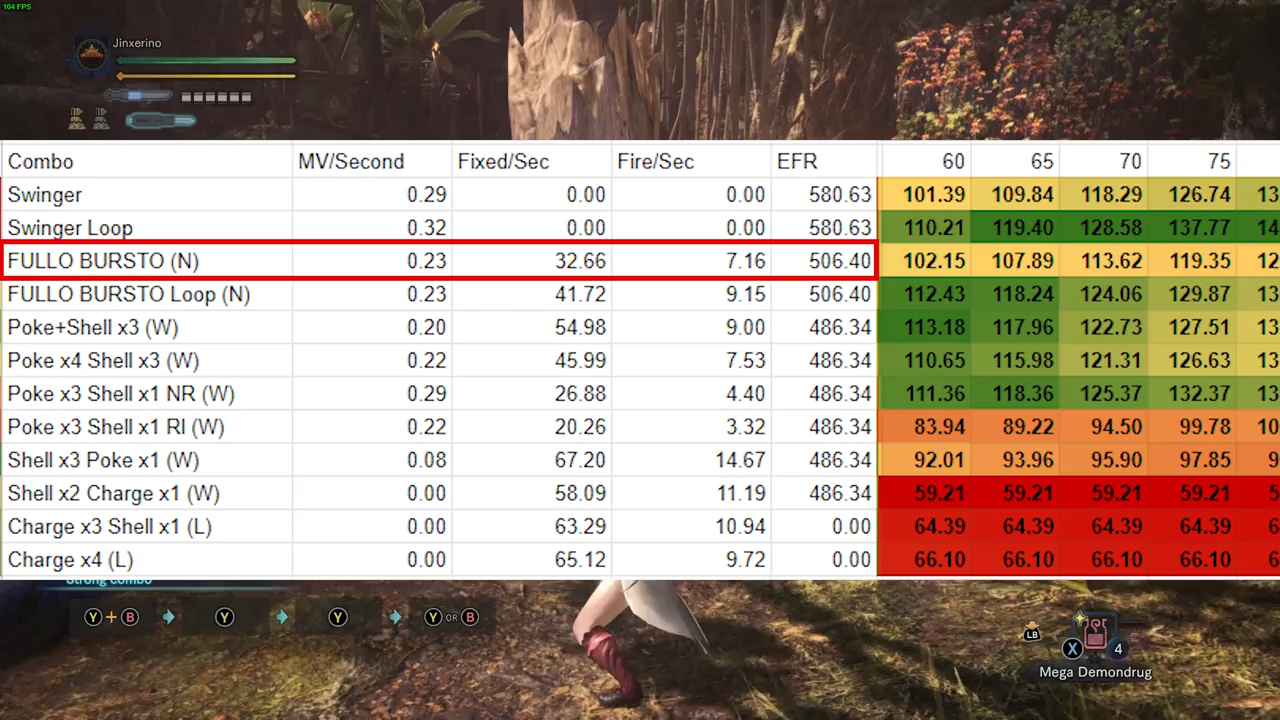 104 FPS
Jinxerino
Combo MV/Second Fixed/Sec Fire/Sec EFR 60 65 70 75
Swinger 0.29 0.00 0.00 580.63 101.39 109.84 118.29 126.74 13
Swinger Loop 0.32 0.00 0.00 580.63 110.21 119.40 128.58 137.77 14
FULLO BURSTO (N) 0.23 32.66 7.16 506.40 102.15 107.89 113.62 119.35 12
FULLO BURSTO Loop (N) 0.23 41.72 9.15 506.40 112.43 118.24 124.06 129.87 13
Poke+Shell x3 (W) 0.20 54.98 9.00 486.34 113.18 117.96 122.73 127.51 13
Poke x4 Shell x3 (W) 0.22 45.99 7.53 486.34 110.65 115.98 121.31 126.63 13
Poke x3 Shell x1 NR (W) 0.29 26.88 4.40 486.34 111.36 118.36 125.37 132.37 13
Poke x3 Shell x1 RI (W) 0.22 20.26 3.32 486.34 83.94 89.22 94.50 99.78 10
Shell x3 Poke x1 (W) 0.08 67.20 14.67 486.34 92.01 93.96 95.90 97.85 9
Shell x2 Charge x1 (W) 0.00 58.09 11.19 486.34 59.21 59.21 59.21 59.21 5
Charge x3 Shell x1 (L) 0.00 63.29 10.94 0.00 64.39 64.39 64.39 64.39 6
Charge x4 (L) 0.00 65.12 9.72 0.00 66.10 66.10 66.10 66.10 6
Strong combo
Y + B Y Y Y OR B
LB
X 4
Mega Demondrug